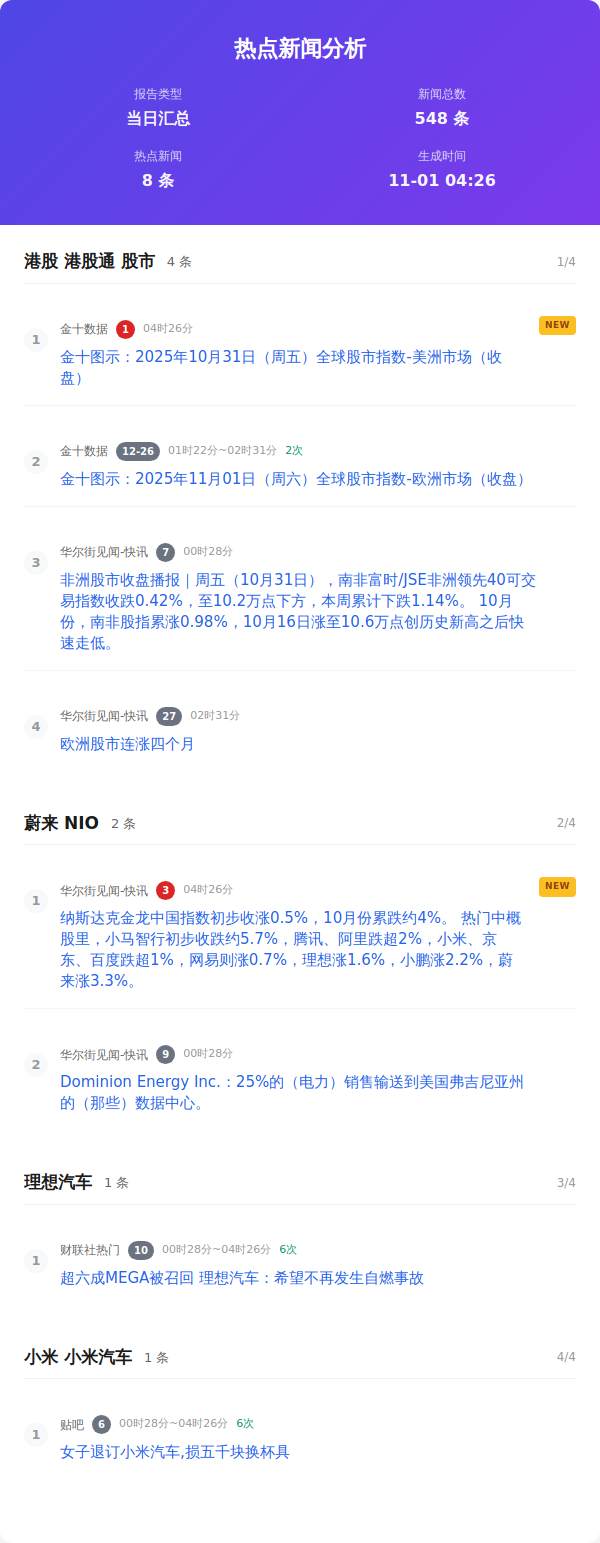 热点新闻分析
报告类型
当日汇总
新闻总数
548 条
热点新闻
8 条
生成时间
11-01 04:26
港股 港股通 股市 4 条 1/4
1
金十数据 1 04时26分 NEW
金十图示：2025年10月31日（周五）全球股市指数-美洲市场（收
盘）
2
金十数据 12-26 01时22分~02时31分 2次
金十图示：2025年11月01日（周六）全球股市指数-欧洲市场（收盘）
3
华尔街见闻-快讯 7 00时28分
非洲股市收盘播报｜周五（10月31日），南非富时/JSE非洲领先40可交
易指数收跌0.42%，至10.2万点下方，本周累计下跌1.14%。 10月
份，南非股指累涨0.98%，10月16日涨至10.6万点创历史新高之后快
速走低。
4
华尔街见闻-快讯 27 02时31分
欧洲股市连涨四个月
蔚来 NIO 2 条 2/4
1
华尔街见闻-快讯 3 04时26分 NEW
纳斯达克金龙中国指数初步收涨0.5%，10月份累跌约4%。 热门中概
股里，小马智行初步收跌约5.7%，腾讯、阿里跌超2%，小米、京
东、百度跌超1%，网易则涨0.7%，理想涨1.6%，小鹏涨2.2%，蔚
来涨3.3%。
2
华尔街见闻-快讯 9 00时28分
Dominion Energy Inc.：25%的（电力）销售输送到美国弗吉尼亚州
的（那些）数据中心。
理想汽车 1 条 3/4
1
财联社热门 10 00时28分~04时26分 6次
超六成MEGA被召回 理想汽车：希望不再发生自燃事故
小米 小米汽车 1 条 4/4
1
贴吧 6 00时28分~04时26分 6次
女子退订小米汽车,损五千块换杯具